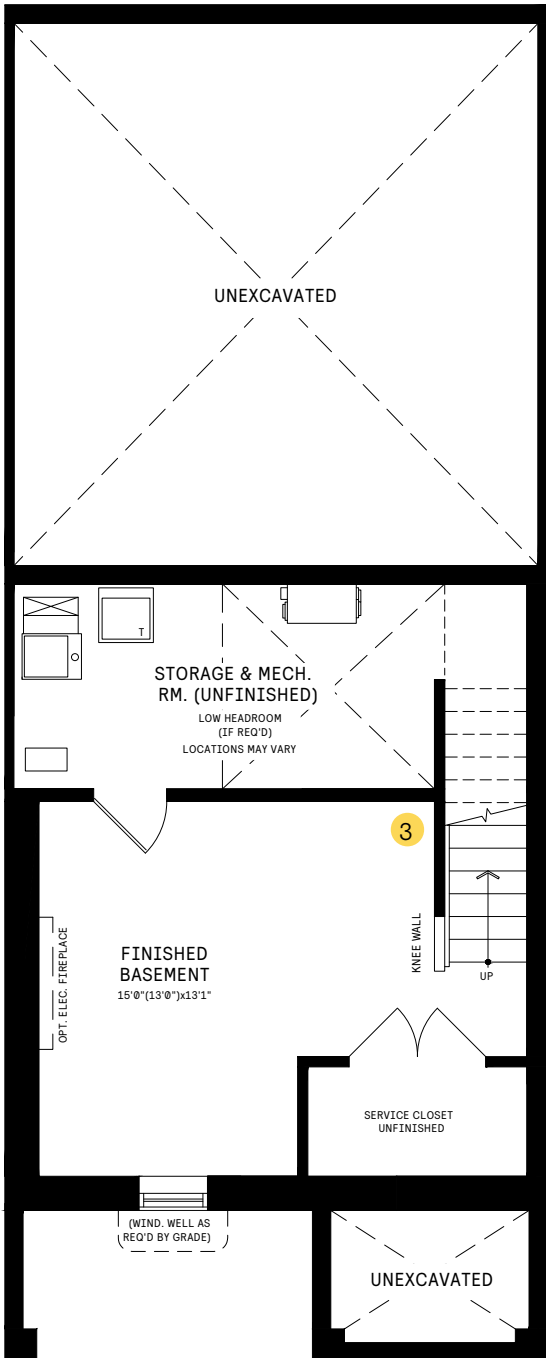 UNEXCAVATED
T
STORAGE & MECH.
RM. (UNFINISHED)
LOW HEADROOM
(IF REQ'D)
LOCATIONS MAY VARY
3
KNEE WALL
UP
OPT. ELEC. FIREPLACE
FINISHED
BASEMENT
15'0"(13'0")x13'1"
SERVICE CLOSET
UNFINISHED
(WIND. WELL AS
REQ'D BY GRADE)
UNEXCAVATED